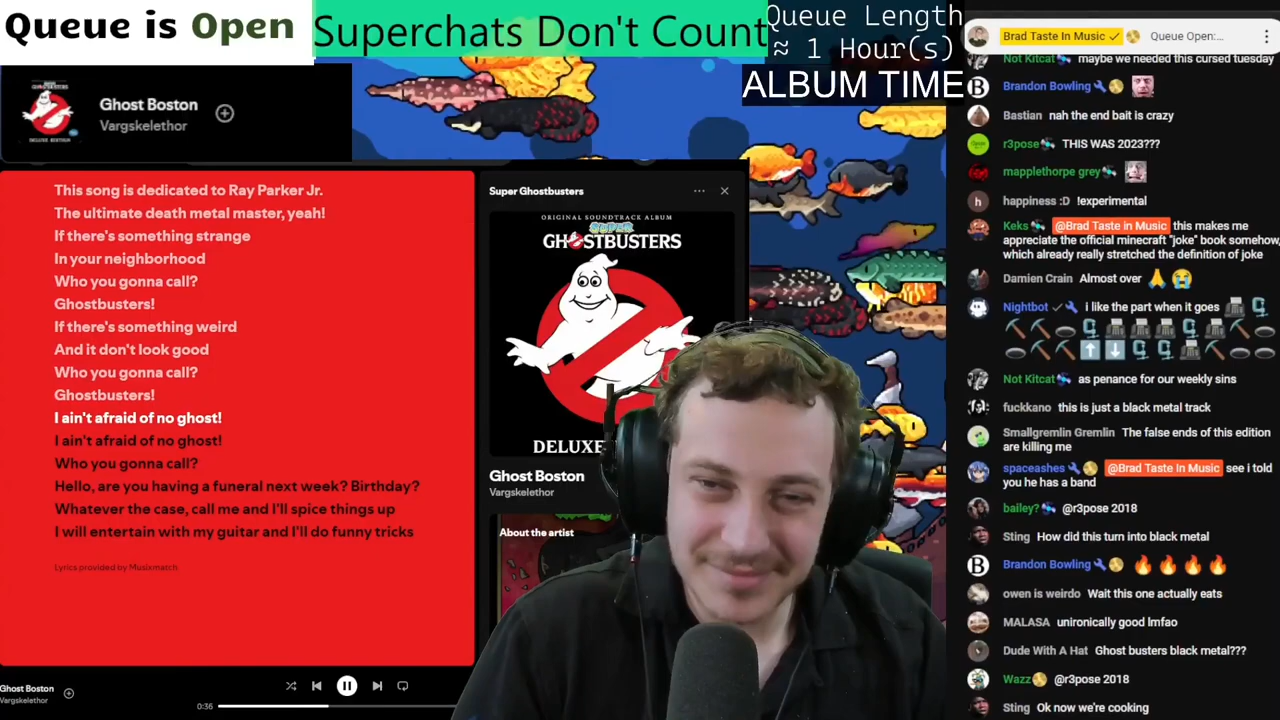 Queue is Open
Superchats Don't Count
Queue Length
≈ 1 Hour(s)
ALBUM TIME
Ghost Boston
Vargskelethor
This song is dedicated to Ray Parker Jr.
The ultimate death metal master, yeah!
If there's something strange
In your neighborhood
Who you gonna call?
Ghostbusters!
If there's something weird
And it don't look good
Who you gonna call?
Ghostbusters!
I ain't afraid of no ghost!
I ain't afraid of no ghost!
Who you gonna call?
Hello, are you having a funeral next week? Birthday?
Whatever the case, call me and I'll spice things up
I will entertain with my guitar and I'll do funny tricks
Lyrics provided by Musixmatch
Super Ghostbusters
ORIGINAL SOUNDTRACK ALBUM
SUPER
GHOSTBUSTERS
DELUXE
Ghost Boston
Vargskelethor
About the artist
Ghost Boston
Vargskelethor
0:36
Brad Taste In Music Queue Open:...
Not Kitcat maybe we needed this cursed tuesday
Brandon Bowling
Bastian nah the end bait is crazy
r3pose THIS WAS 2023???
mapplethorpe grey
happiness :D !experimental
Keks @Brad Taste In Music this makes me
appreciate the official minecraft "joke" book somehow,
which already really stretched the definition of joke
Damien Crain Almost over 🙏 😭
Nightbot i like the part when it goes
Not Kitcat as penance for our weekly sins
fuckkano this is just a black metal track
Smallgremlin Gremlin The false ends of this edition
are killing me
spaceashes @Brad Taste In Music see i told
you he has a band
bailey? @r3pose 2018
Sting How did this turn into black metal
Brandon Bowling 🔥🔥🔥🔥
owen is weirdo Wait this one actually eats
MALASA unironically good lmfao
Dude With A Hat Ghost busters black metal???
Wazz @r3pose 2018
Sting Ok now we're cooking